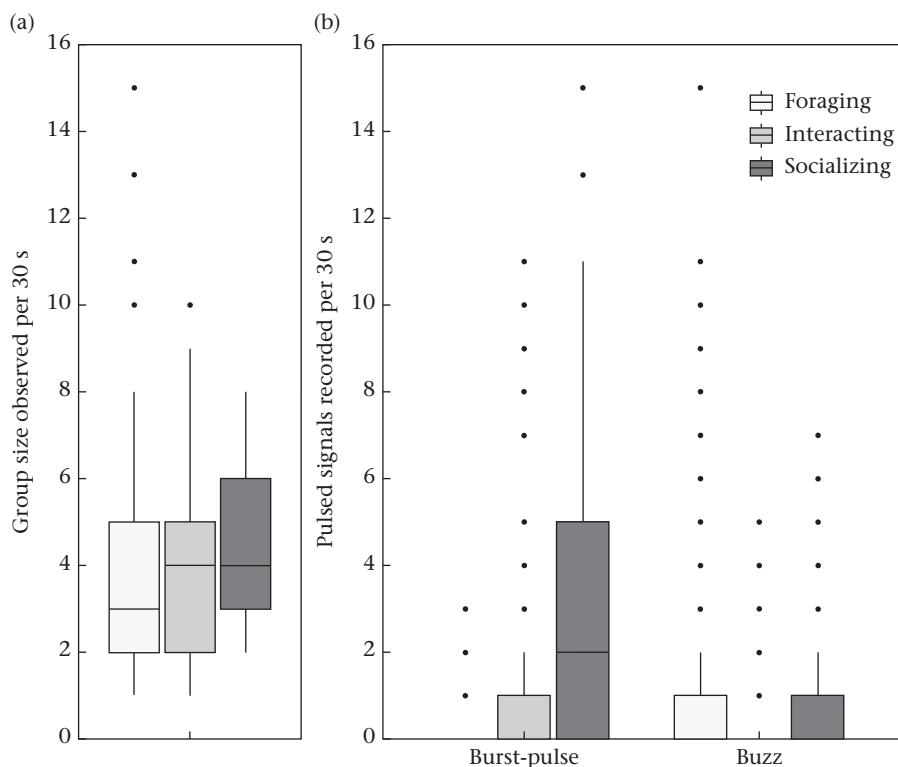 (a)
Group size observed per 30 s
16
14
12
10
8
6
4
2
0
(b)
Pulsed signals recorded per 30 s
16
14
12
10
8
6
4
2
0
Foraging
Interacting
Socializing
Burst-pulse
Buzz